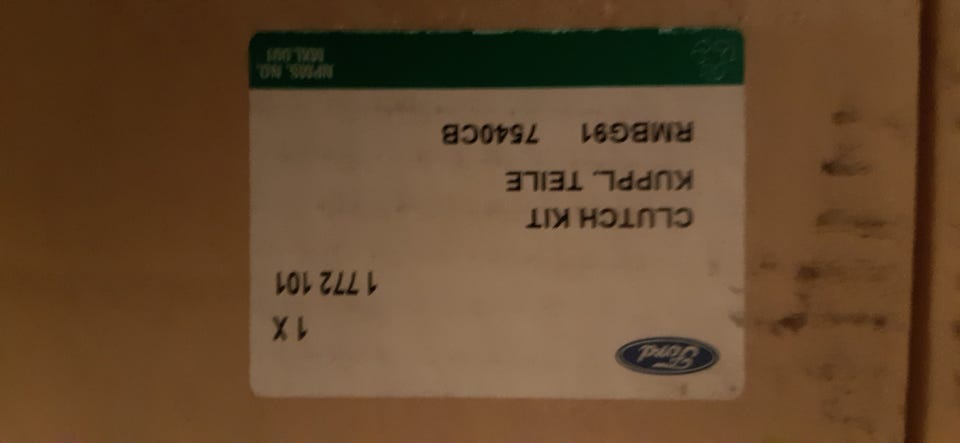 Ford
1 X
1 772 101
CLUTCH KIT
KUPPL. TEILE
RMBG91 7540CB